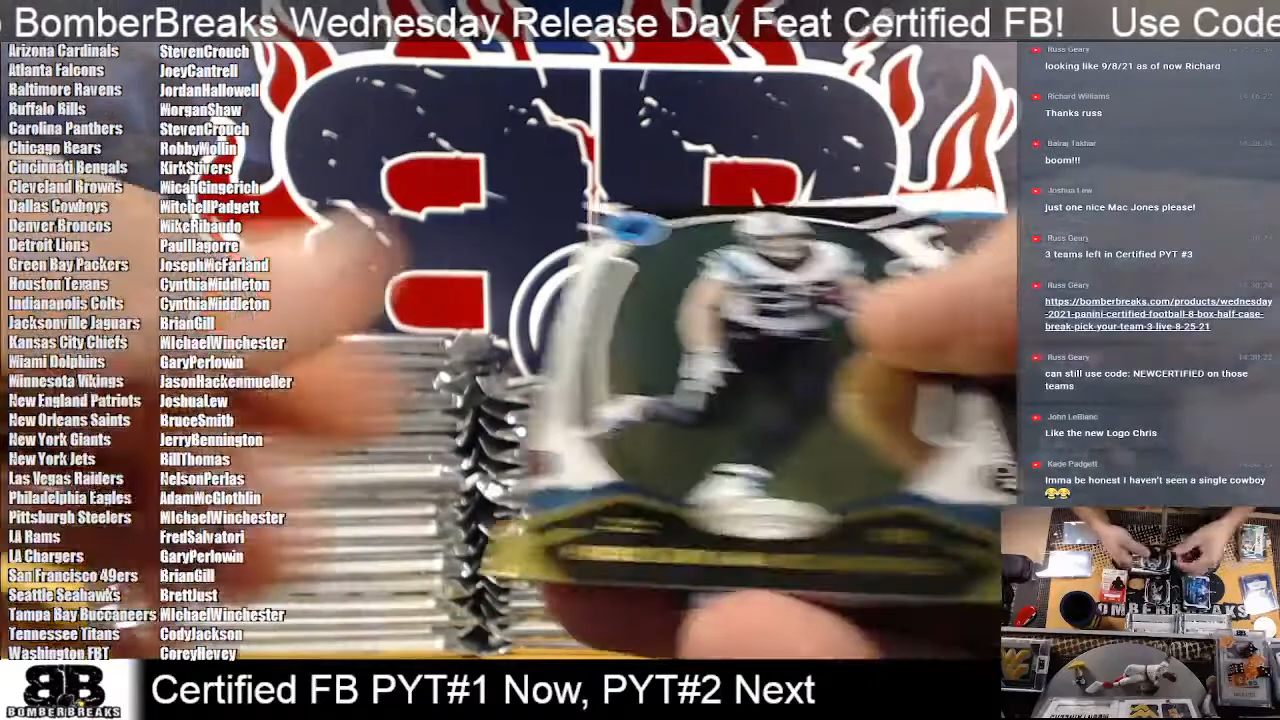 BomberBreaks Wednesday Release Day Feat Certified FB! Use Code
Arizona Cardinals StevenCrouch
Atlanta Falcons JoeyCantrell
Baltimore Ravens JordanHallowell
Buffalo Bills MorganShaw
Carolina Panthers StevenCrouch
Chicago Bears RobbyMollin
Cincinnati Bengals KirkStivers
Cleveland Browns MicahGingerich
Dallas Cowboys MitchellPadgett
Denver Broncos MikeRibaudo
Detroit Lions PaulIagorre
Green Bay Packers JosephMcFarland
Houston Texans CynthiaMiddleton
Indianapolis Colts CynthiaMiddleton
Jacksonville Jaguars BrianGill
Kansas City Chiefs MichaelWinchester
Miami Dolphins GaryPerlowin
Minnesota Vikings JasonHackenmueller
New England Patriots JoshuaLew
New Orleans Saints BruceSmith
New York Giants JerryBennington
New York Jets BillThomas
Las Vegas Raiders NelsonPerlas
Philadelphia Eagles AdamMcGlothlin
Pittsburgh Steelers MichaelWinchester
LA Rams FredSalvatori
LA Chargers GaryPerlowin
San Francisco 49ers BrianGill
Seattle Seahawks BrettJust
Tampa Bay Buccaneers MichaelWinchester
Tennessee Titans CodyJackson
Washington FBT CoreyHevey
Russ Geary
looking like 9/8/21 as of now Richard
Richard Williams
Thanks russ
Balraj Takhar
boom!!!
Joshua Lew
just one nice Mac Jones please!
Russ Geary
3 teams left in Certified PYT #3
Russ Geary
https://bomberbreaks.com/products/wednesday
-2021-panini-certified-football-8-box-half-case-
break-pick-your-team-3-live-8-25-21
Russ Geary
can still use code: NEWCERTIFIED on those
teams
John LeBlanc
Like the new Logo Chris
Kade Padgett
Imma be honest I haven't seen a single cowboy
😂😂
BOMBERBREAKS
BB
BOMBERBREAKS
Certified FB PYT#1 Now, PYT#2 Next